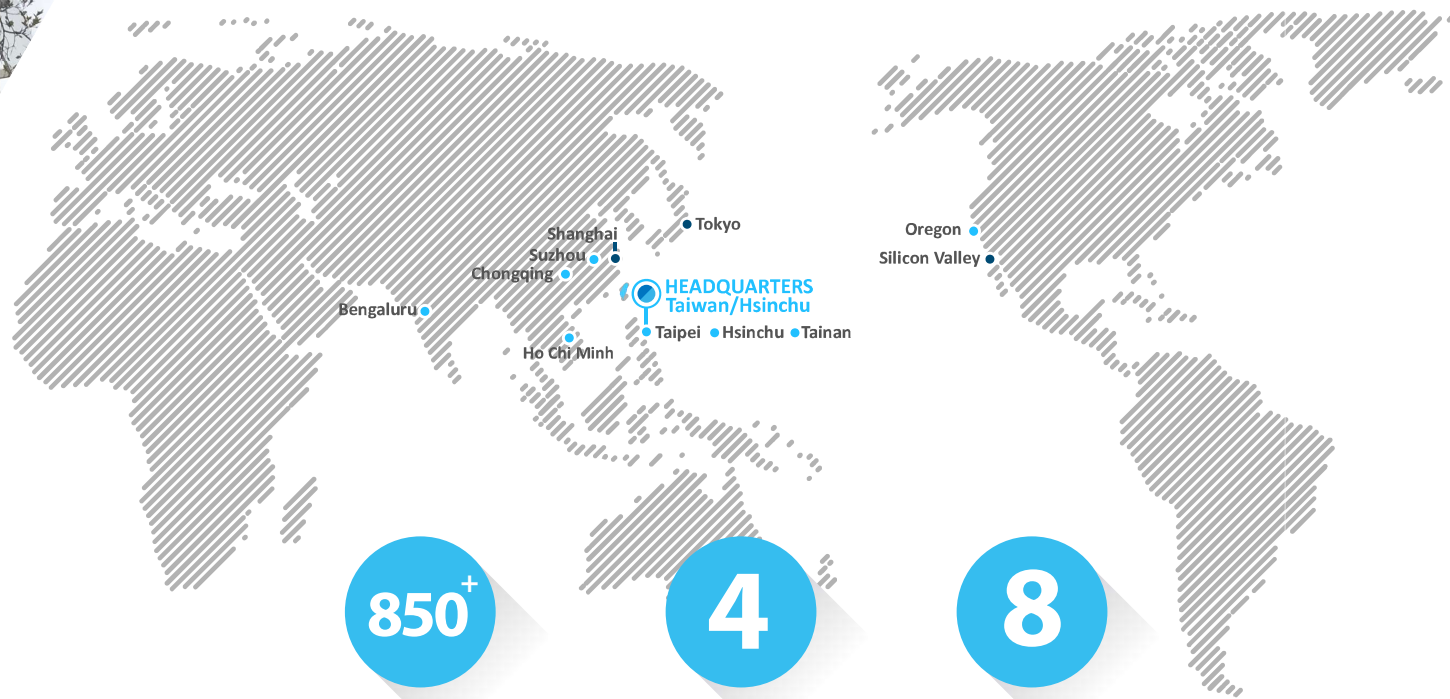 Tokyo
Oregon
Shanghai
Suzhou
Silicon Valley
Chongqing
HEADQUARTERS
Taiwan/Hsinchu
Bengaluru
Taipei Hsinchu Tainan
Ho Chi Minh
850+
4
8